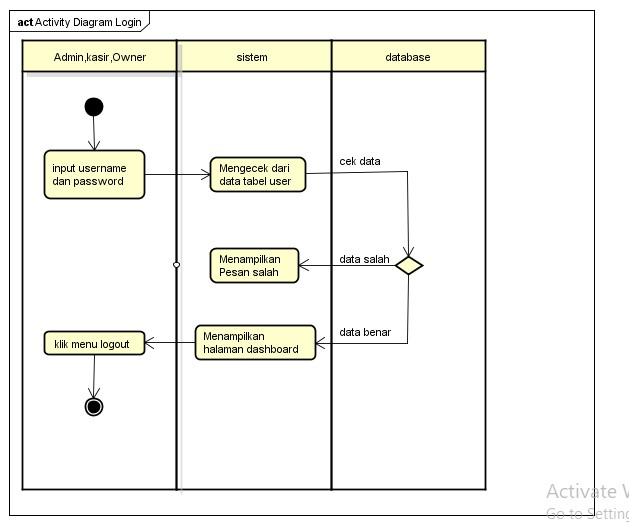 act Activity Diagram Login
Admin,kasir,Owner
sistem
database
input username
dan password
Mengecek dari
data tabel user
cek data
Menampilkan
Pesan salah
data salah
klik menu logout
Menampilkan
halaman dashboard
data benar
Activate
Go to Setting